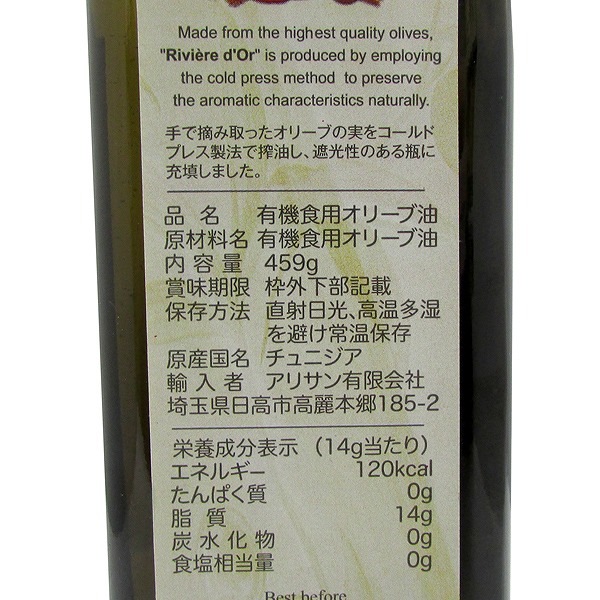 Made from the highest quality olives,
"Rivière d'Or" is produced by employing
the cold press method to preserve
the aromatic characteristics naturally.
手で摘み取ったオリーブの実をコールド
プレス製法で搾油し、遮光性のある瓶に
充填しました。
品名 有機食用オリーブ油
原材料名 有機食用オリーブ油
内容量 459g
賞味期限 枠外下部記載
保存方法 直射日光、高温多湿
を避け常温保存
原産国名 チュニジア
輸入者 アリサン有限会社
埼玉県日高市高麗本郷185-2
栄養成分表示 (14g当たり)
エネルギー 120kcal
たんぱく質 0g
脂質 14g
炭水化物 0g
食塩相当量 0g
Best before